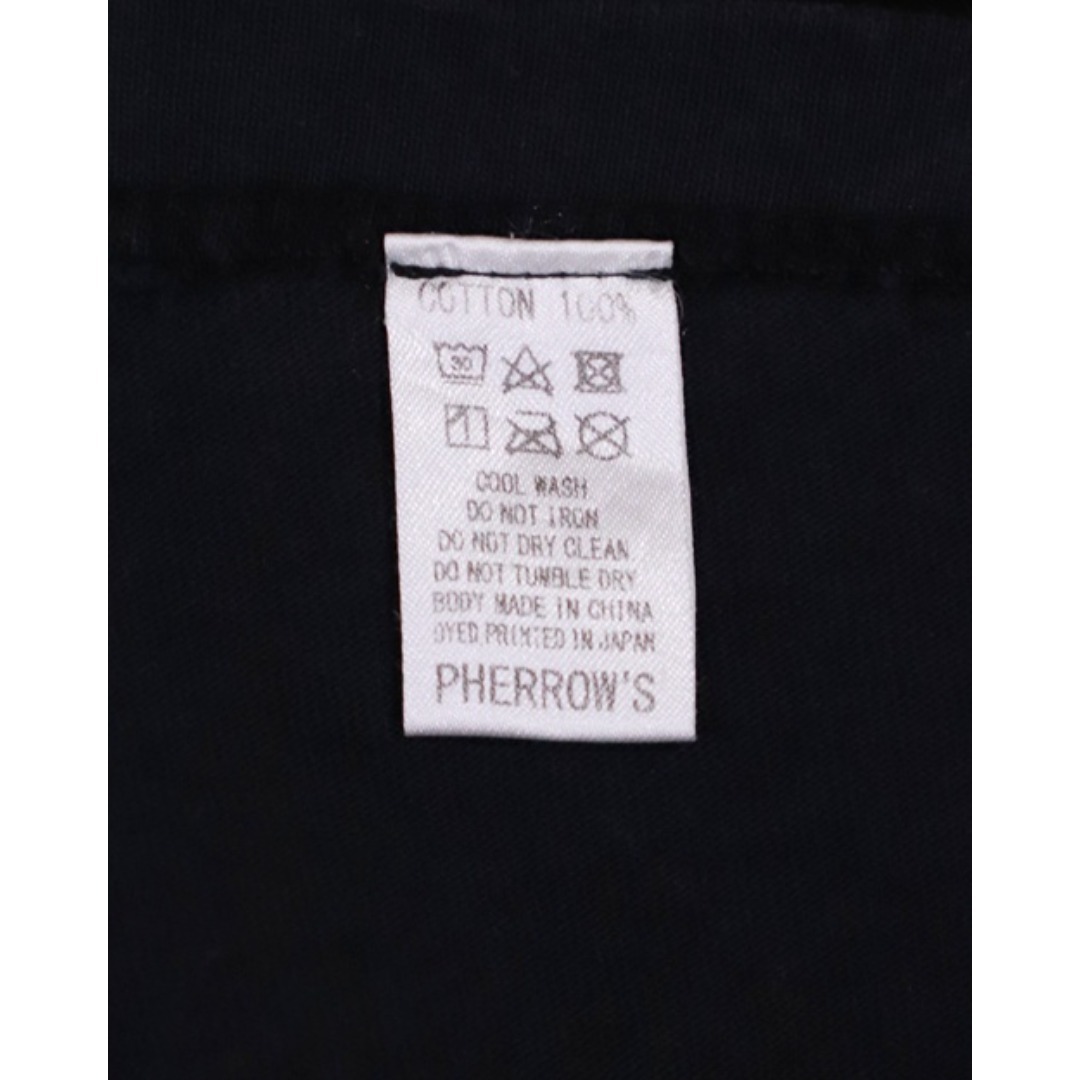 COTTON 100%
30
COOL WASH
DO NOT IRON
DO NOT DRY CLEAN
DO NOT TUMBLE DRY
BODY MADE IN CHINA
DYED,PRINTED IN JAPAN
PHERROW'S